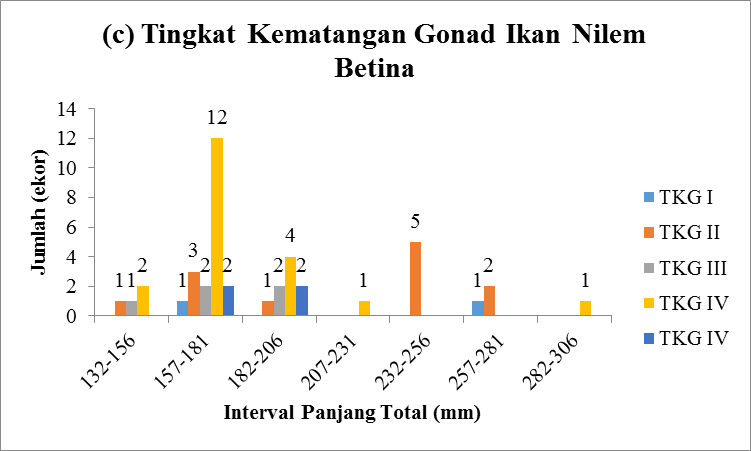 (c) Tingkat Kematangan Gonad Ikan Nilem
Betina
Jumlah (ekor)
14
12
10
8
6
4
2
0
1 1 2
1 3 2 12 2
1 2 4 2
1
5
1 2
1
132-156
157-181
182-206
207-231
232-256
257-281
282-306
Interval Panjang Total (mm)
TKG I
TKG II
TKG III
TKG IV
TKG IV